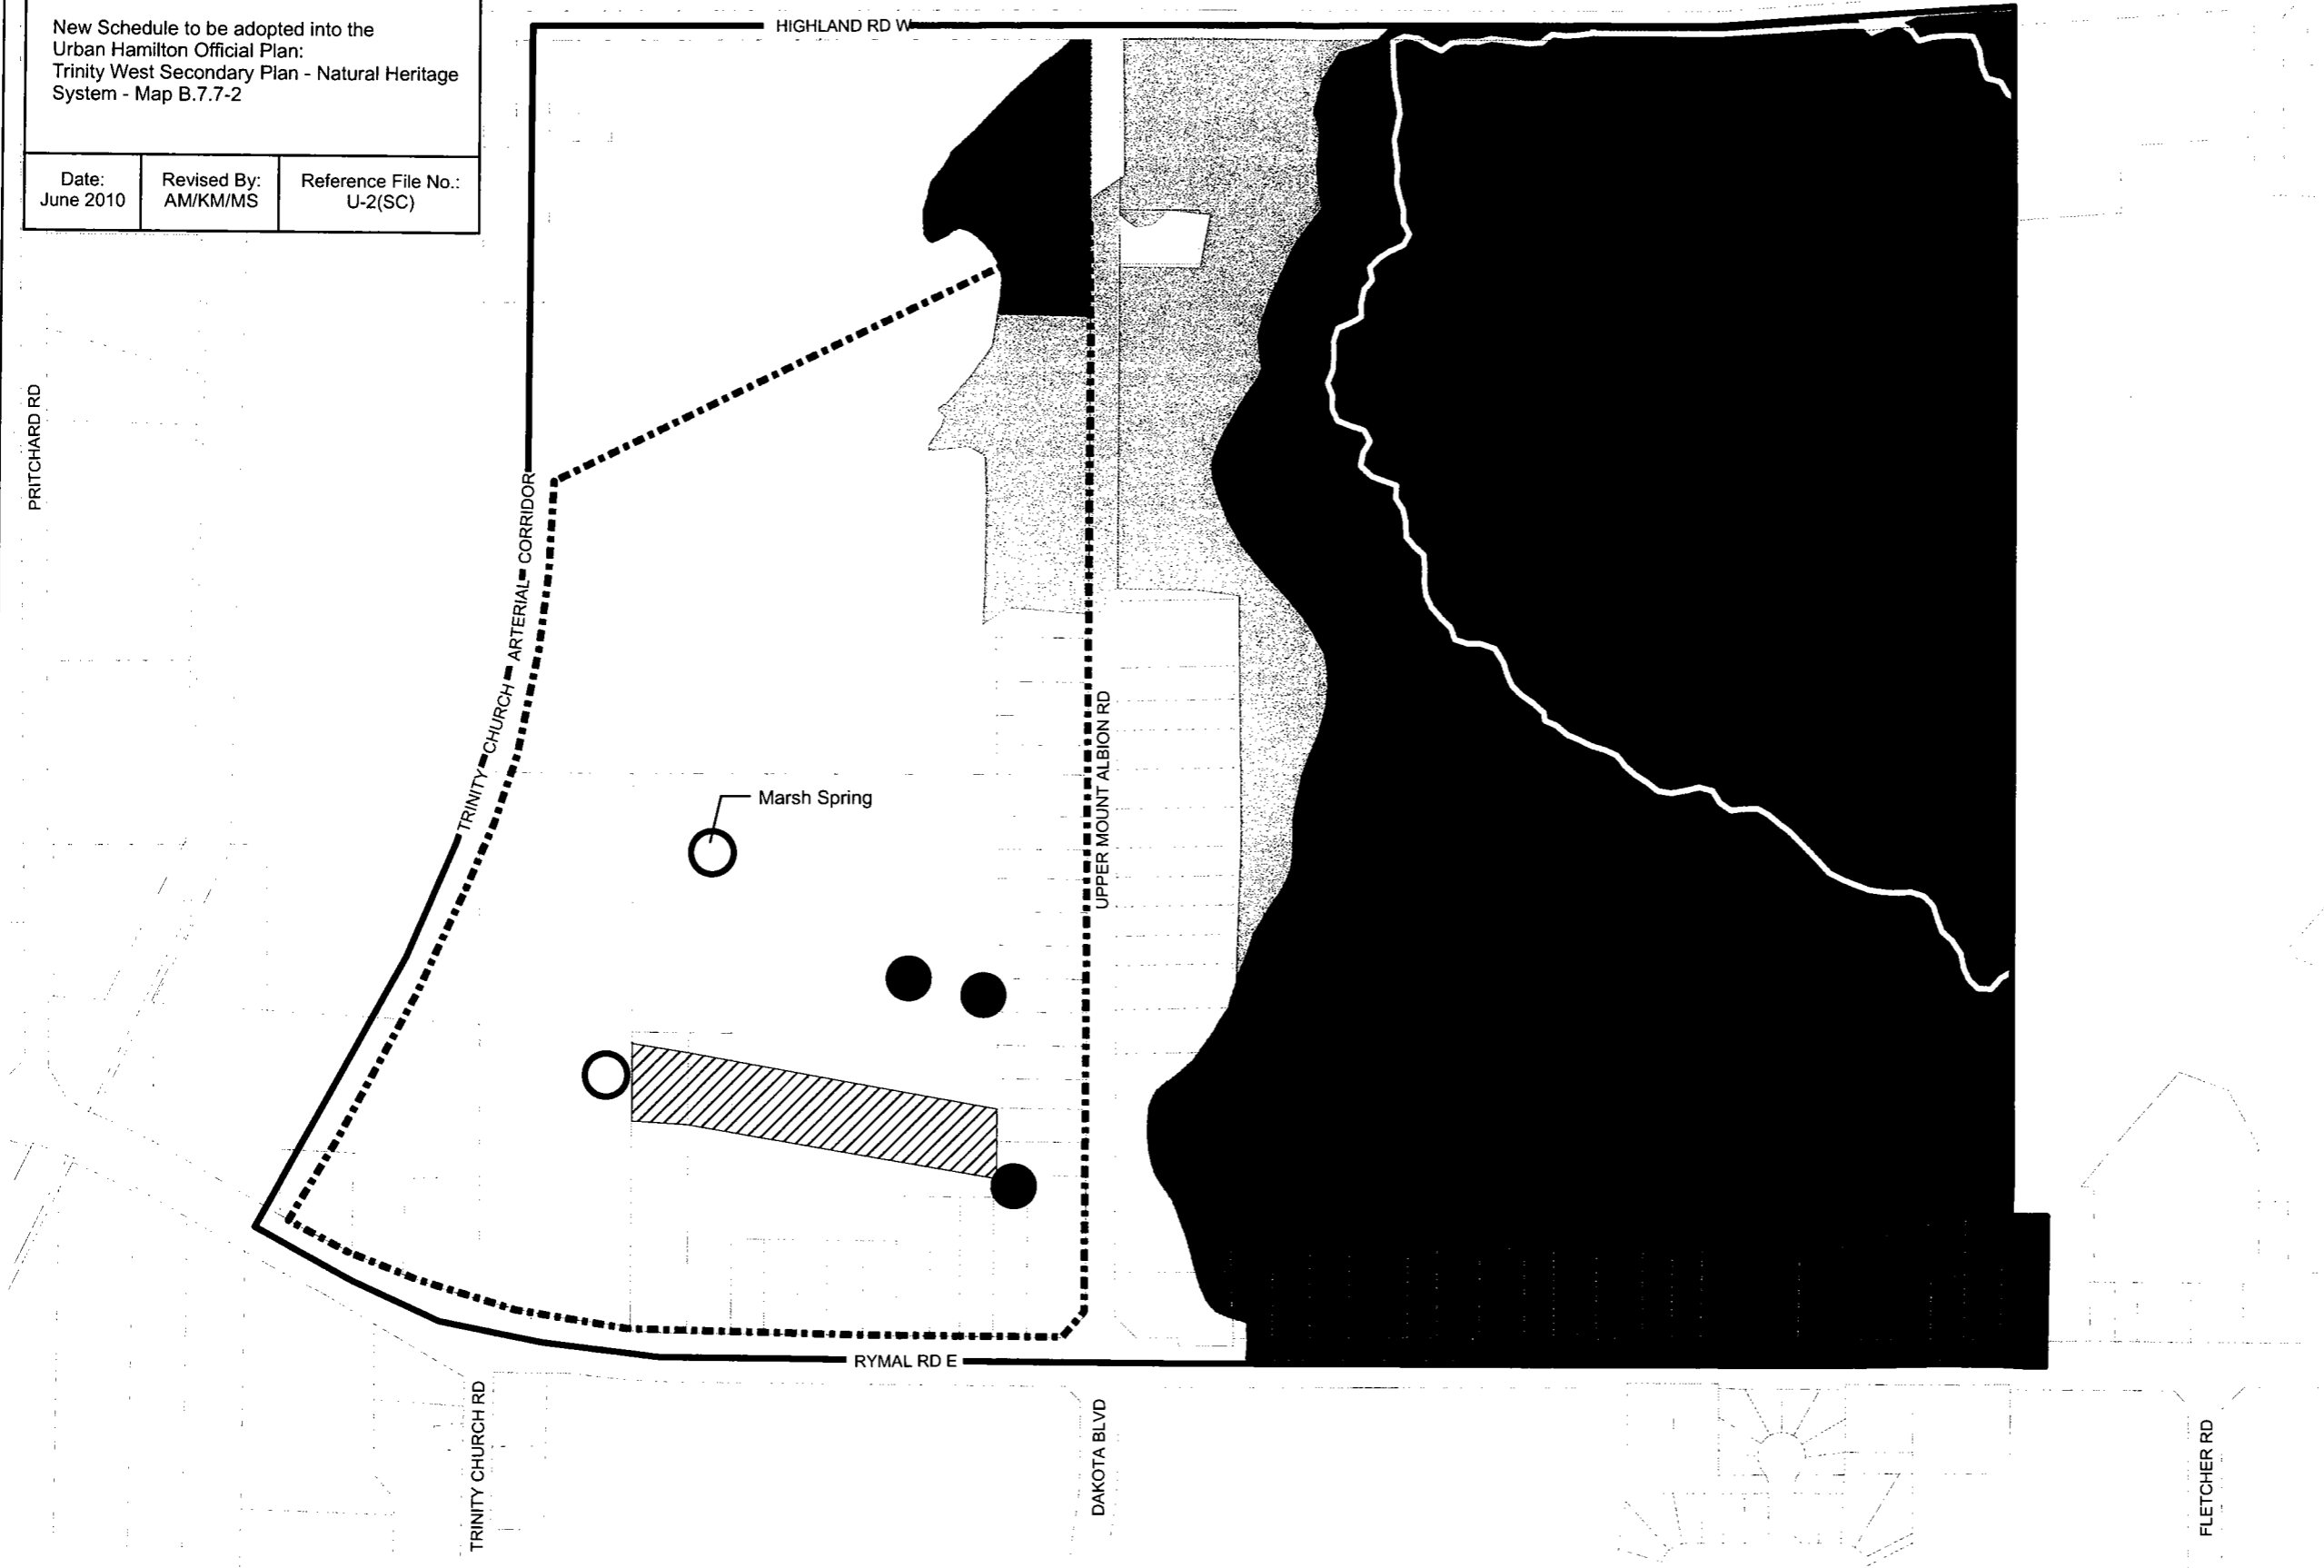 New Schedule to be adopted into the
Urban Hamilton Official Plan:
Trinity West Secondary Plan - Natural Heritage
System - Map B.7.7-2
Date:
June 2010
Revised By:
AM/KM/MS
Reference File No.:
U-2(SC)
HIGHLAND RD W
PRITCHARD RD
TRINITY CHURCH ARTERIAL CORRIDOR
UPPER MOUNT ALBION RD
Marsh Spring
RYMAL RD E
TRINITY CHURCH RD
DAKOTA BLVD
FLETCHER RD